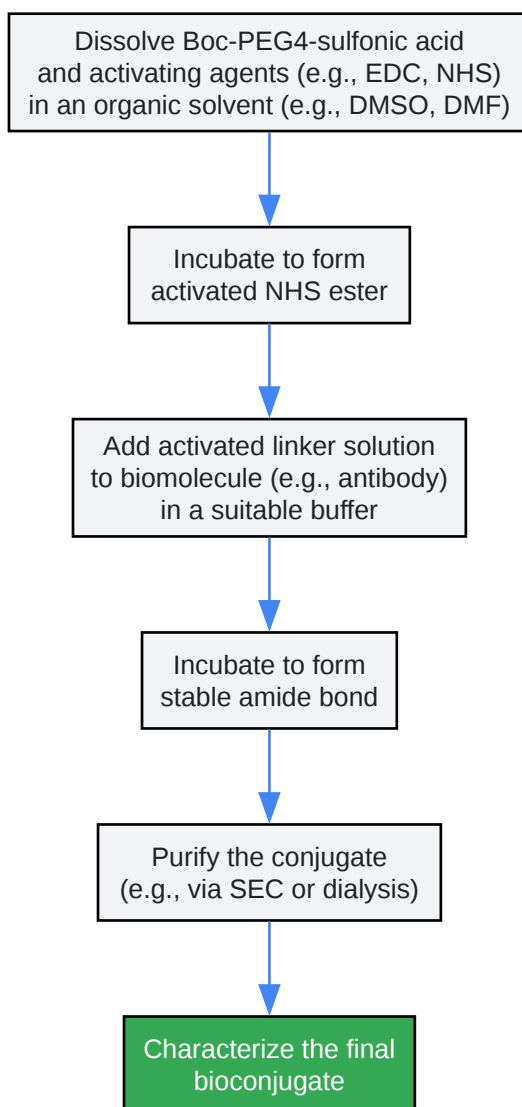 Dissolve Boc-PEG4-sulfonic acid
and activating agents (e.g., EDC, NHS)
in an organic solvent (e.g., DMSO, DMF)
Incubate to form
activated NHS ester
Add activated linker solution
to biomolecule (e.g., antibody)
in a suitable buffer
Incubate to form
stable amide bond
Purify the conjugate
(e.g., via SEC or dialysis)
Characterize the final
bioconjugate